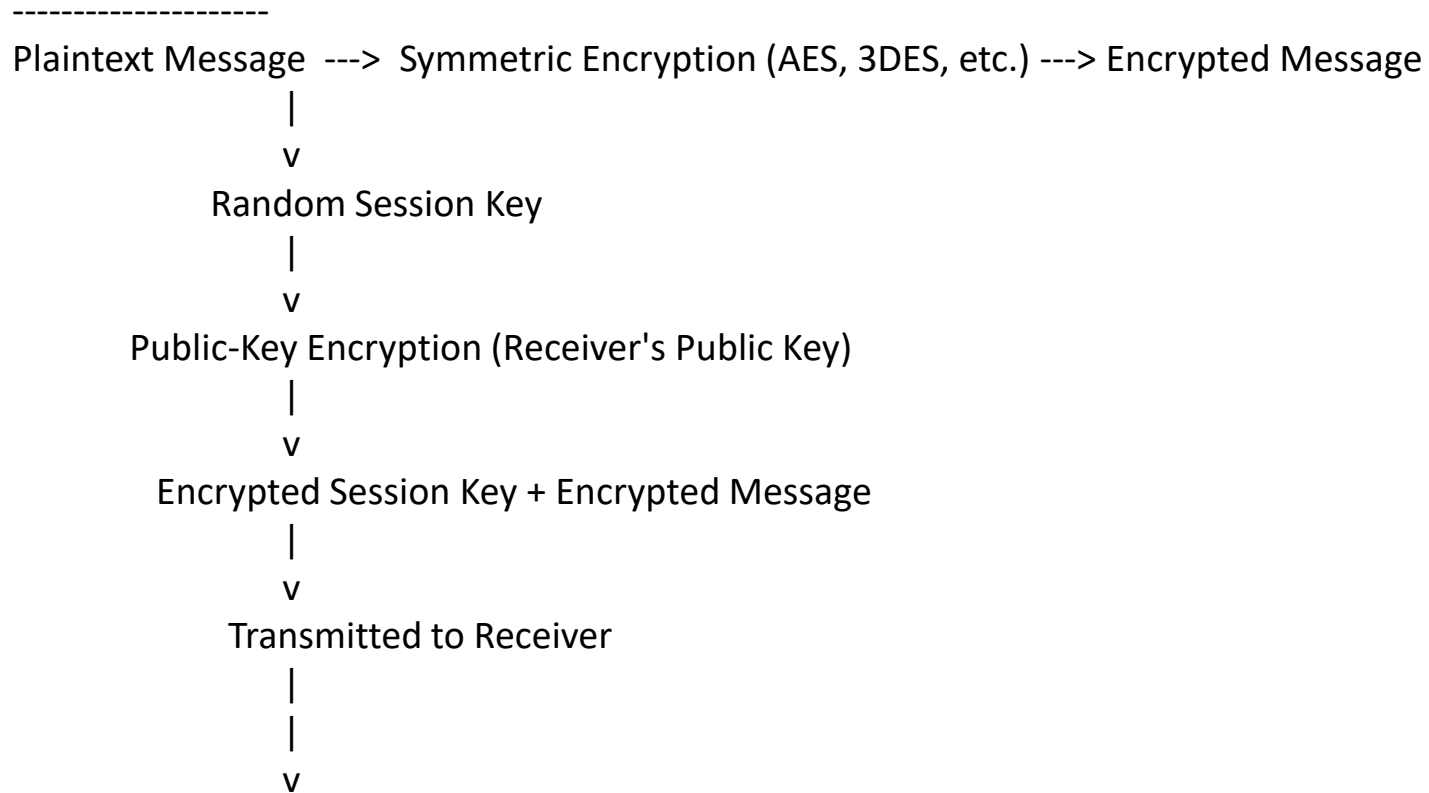 ---------------------
Plaintext Message  --->  Symmetric Encryption (AES, 3DES, etc.) ---> Encrypted Message
|
v
Random Session Key
|
v
Public-Key Encryption (Receiver's Public Key)
|
v
Encrypted Session Key + Encrypted Message
|
v
Transmitted to Receiver
|
|
v